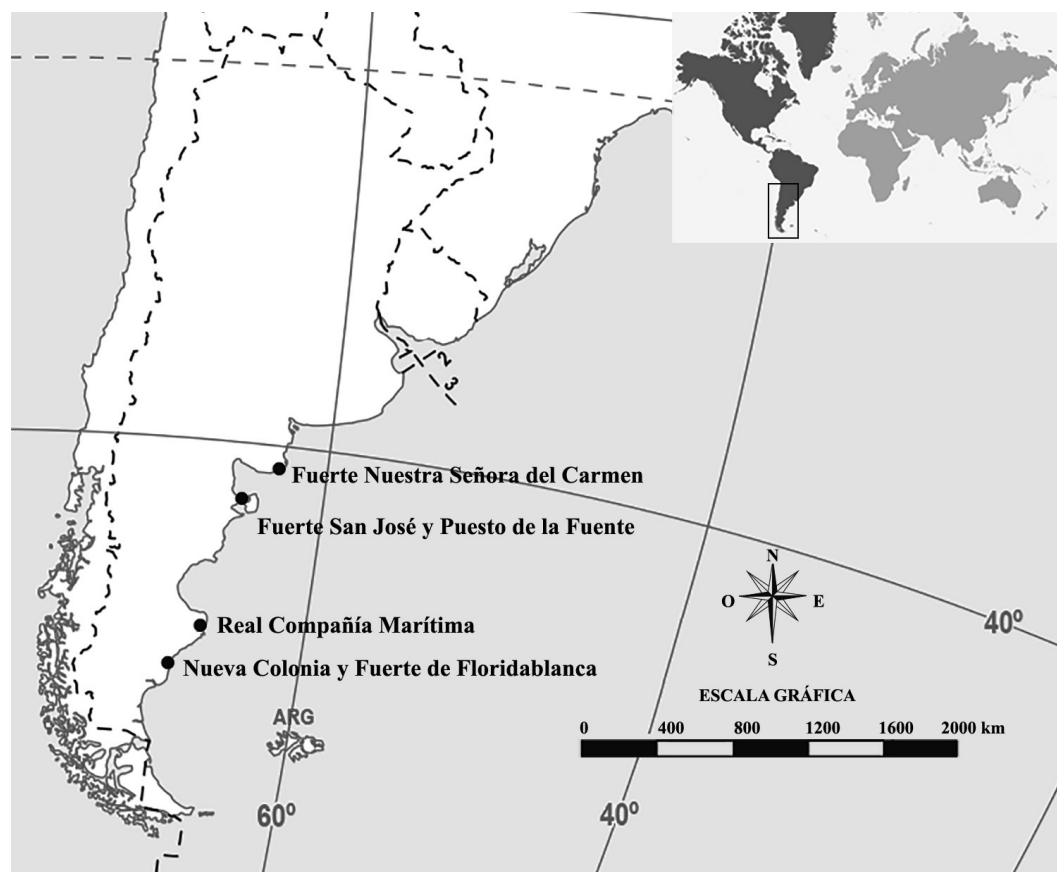 1
2
3
Fuerte Nuestra Señora del Carmen
Fuerte San José y Puesto de la Fuente
N
O
E
S
40º
Real Compañía Marítima
Nueva Colonia y Fuerte de Floridablanca
ESCALA GRÁFICA
ARG
0 400 800 1200 1600 2000 km
60º
40º